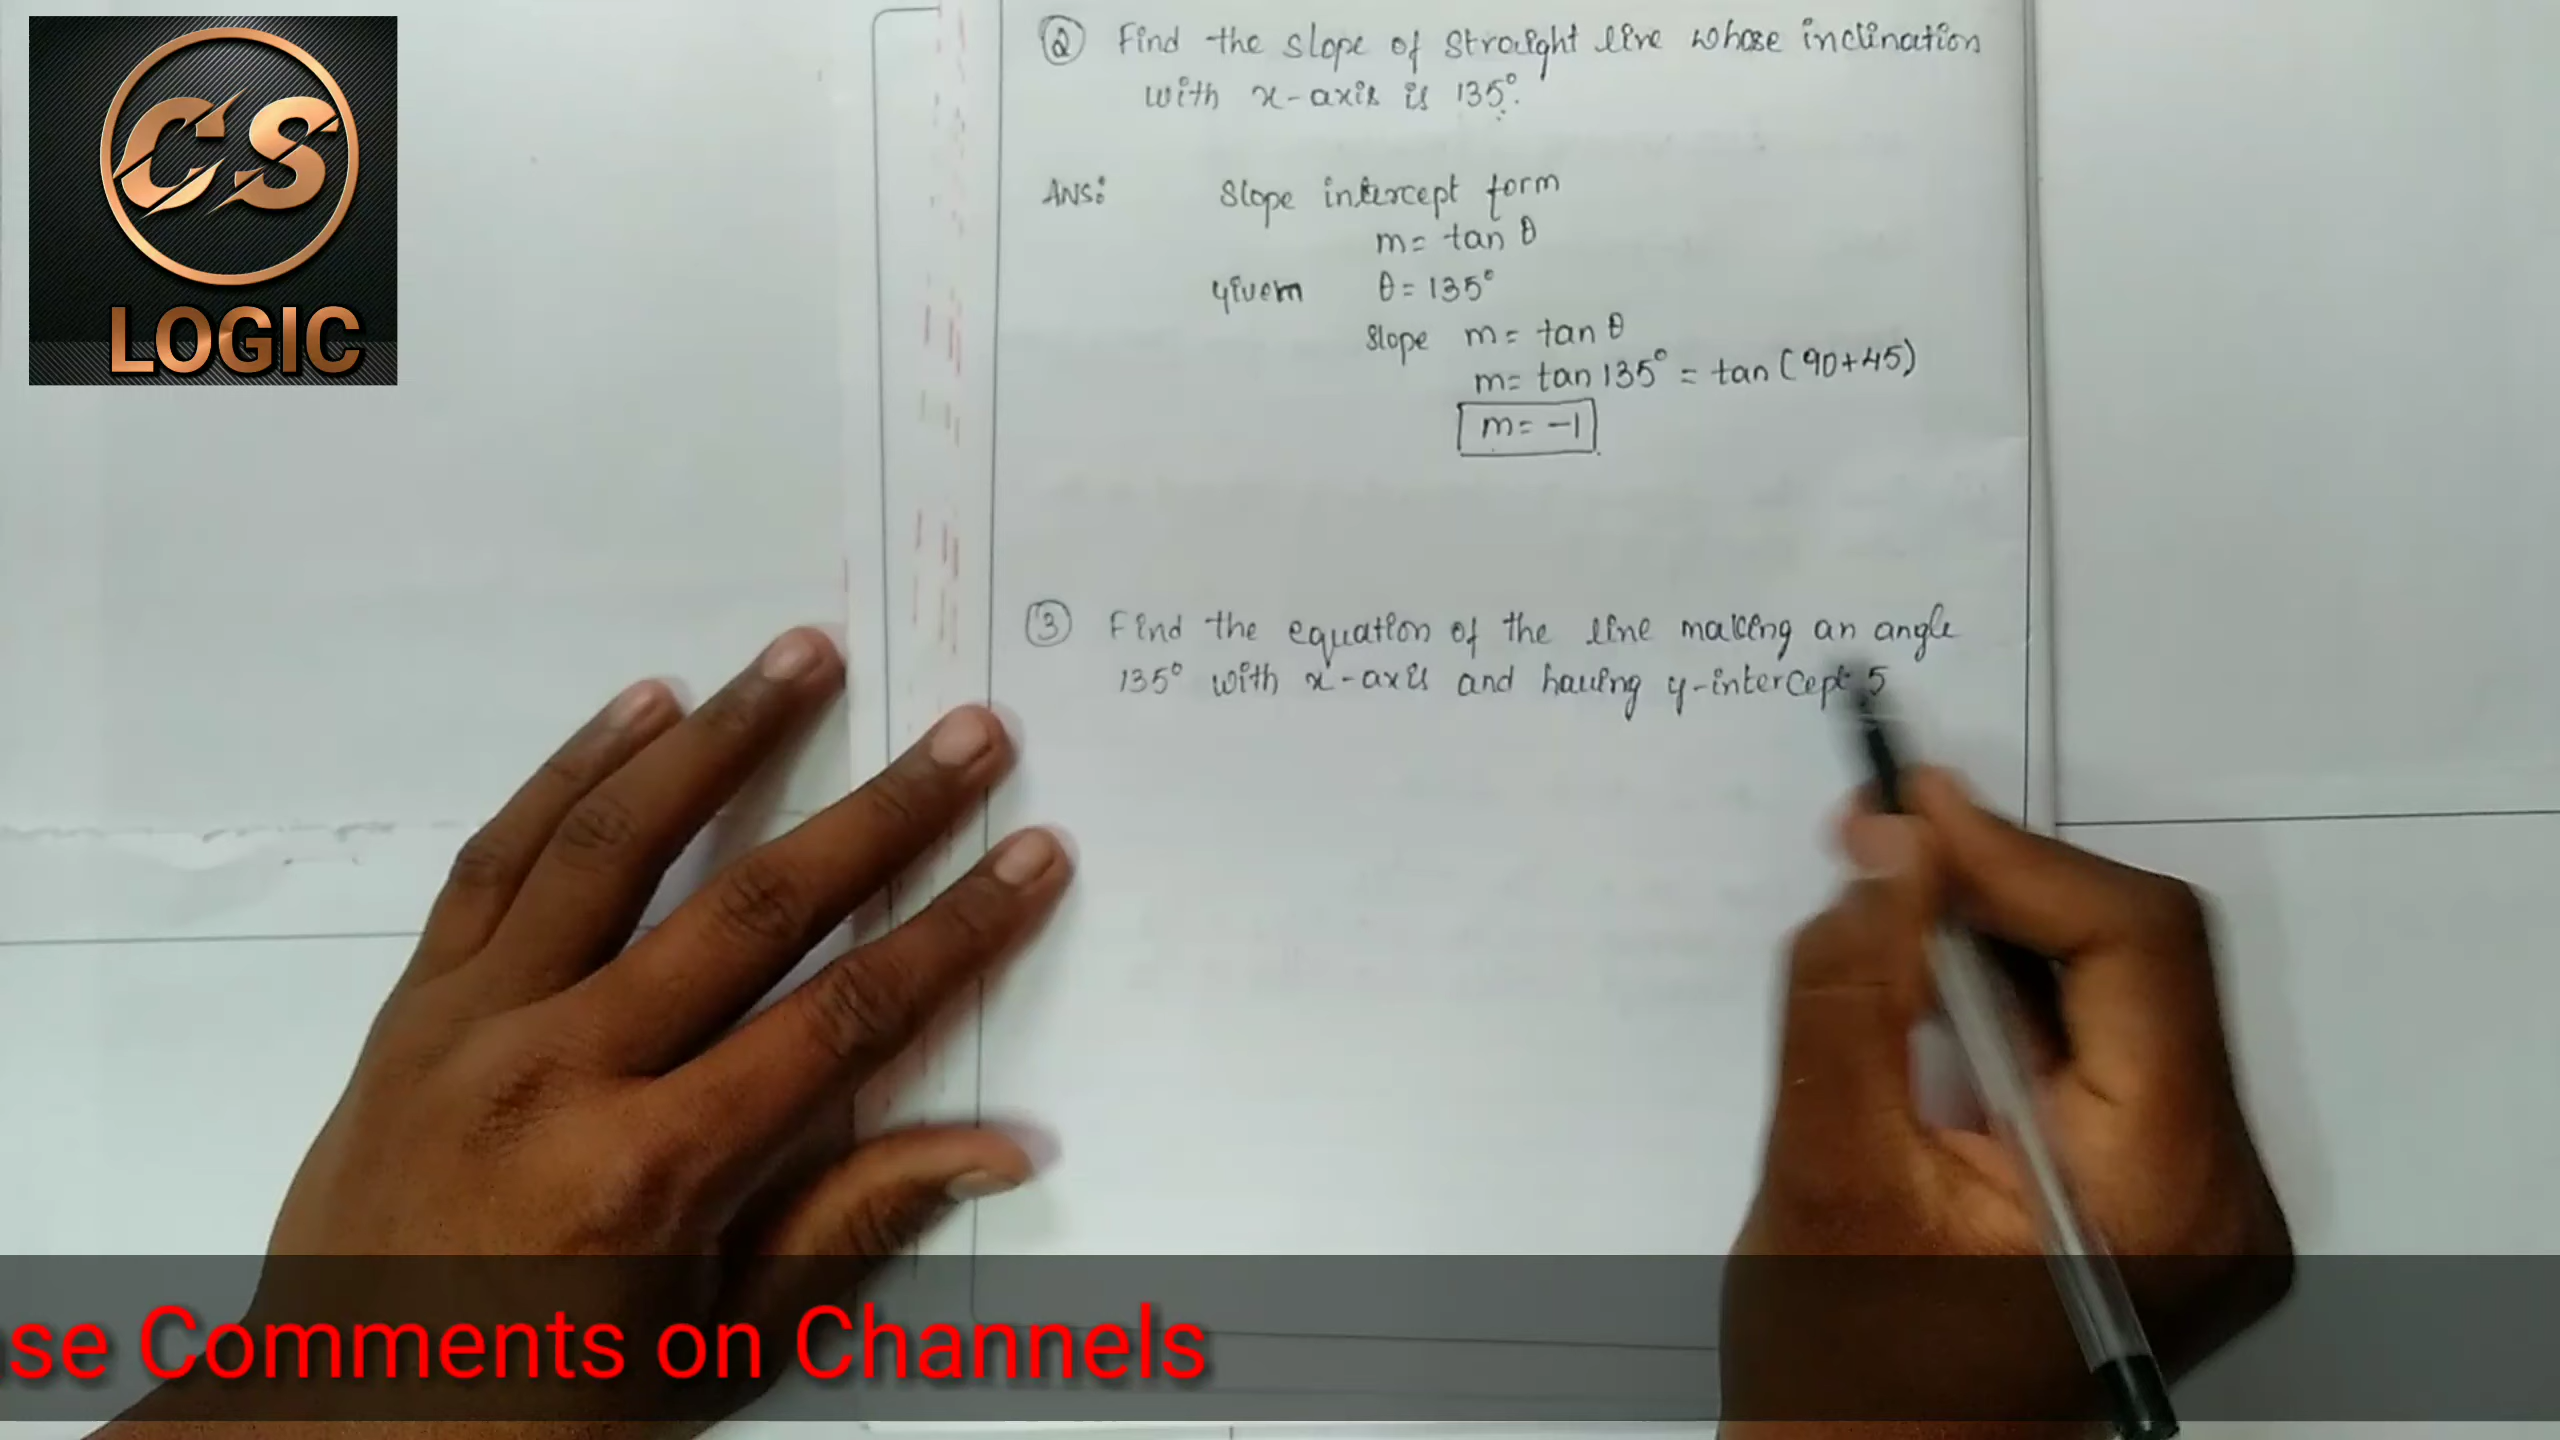 CS
LOGIC
2 Find the slope of straight line whose inclination
with x-axis is 135°.
ANS: Slope intercept form
m = tan θ
given θ = 135°
slope m = tan θ
m = tan 135° = tan (90+45)
m = -1
3 Find the equation of the line making an angle
135° with x-axis and having y-intercept 5
se Comments on Channels